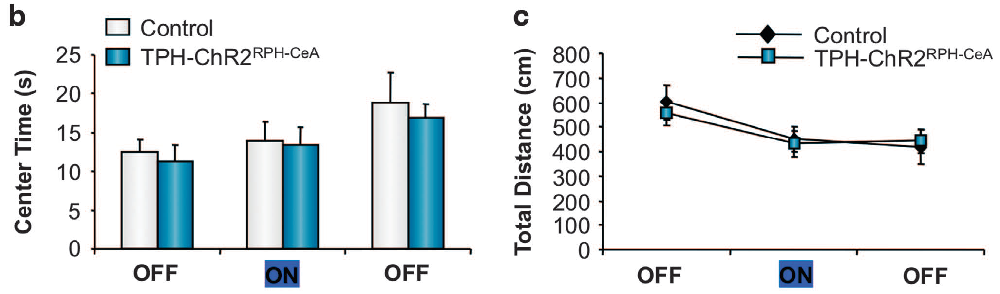 b
Control
TPH-ChR2RPH-CeA
Center Time (s)
25
20
15
10
5
0
OFF
ON
OFF
c
Control
TPH-ChR2RPH-CeA
Total Distance (cm)
800
700
600
500
400
300
200
100
0
OFF
ON
OFF